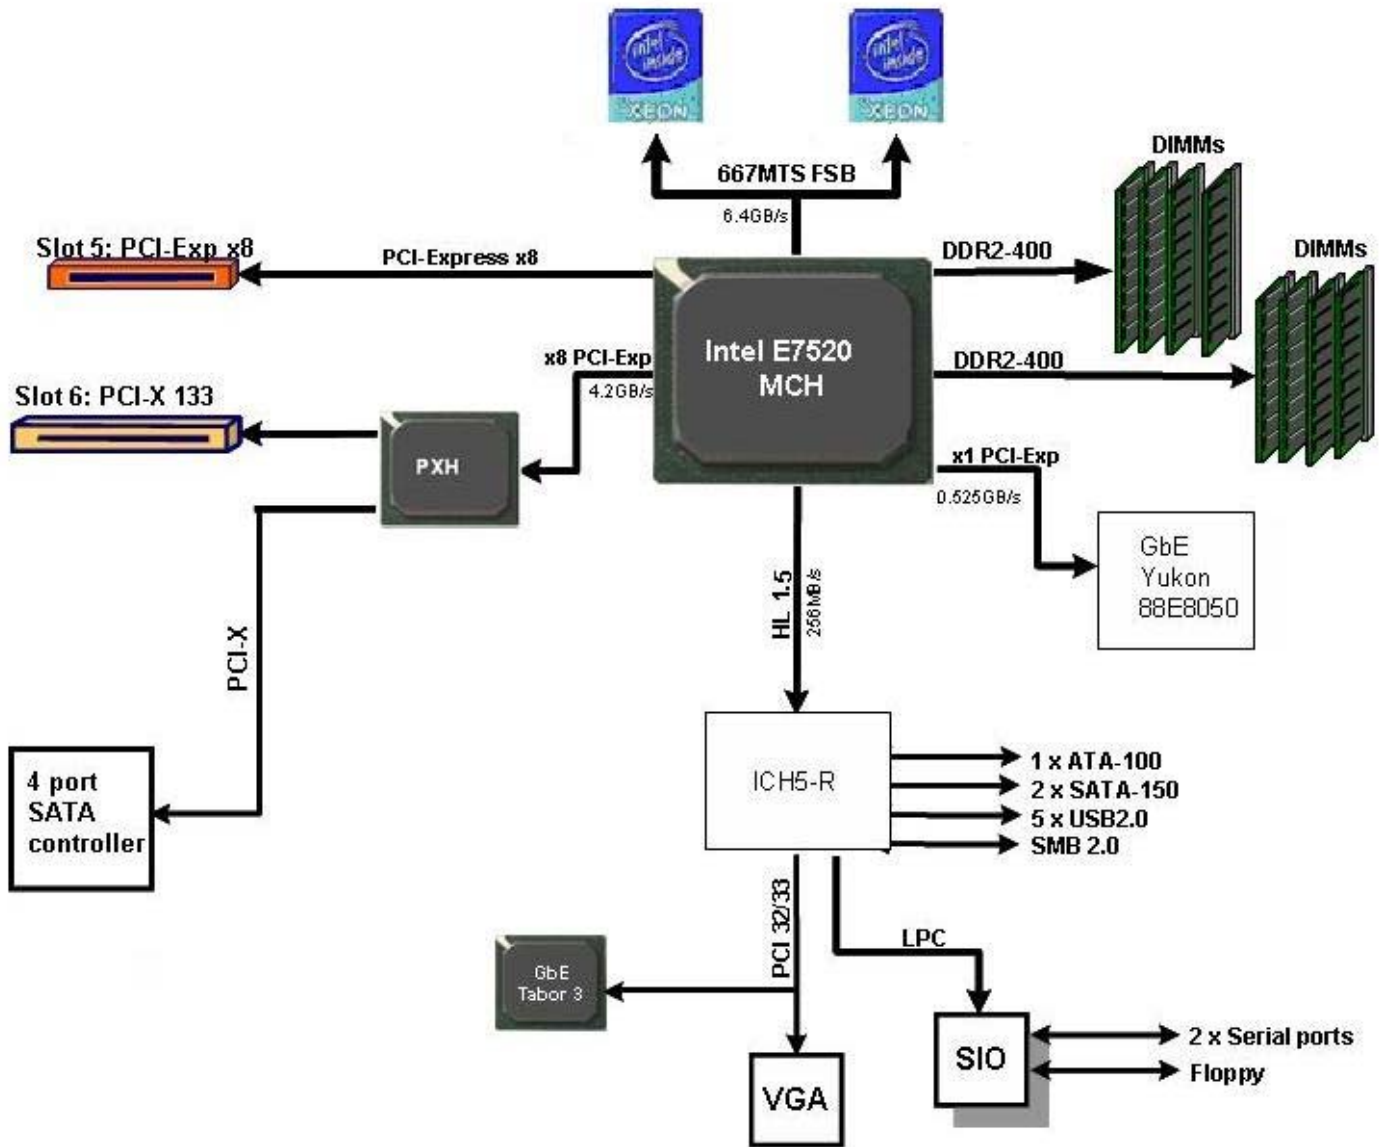 intel
inside
XEON
intel
inside
XEON
667MTS FSB
6.4GB/s
DIMMs
DIMMs
Slot 5: PCI-Exp x8
PCI-Express x8
DDR2-400
Intel E7520
MCH
x8 PCI-Exp
4.2GB/s
DDR2-400
Slot 6: PCI-X 133
PXH
x1 PCI-Exp
0.525GB/s
GbE
Yukon
88E8050
HL 1.5
256MB/s
PCI-X
4 port
SATA
controller
ICH5-R
1 x ATA-100
2 x SATA-150
5 x USB2.0
SMB 2.0
PCI 32/33
LPC
GbE
Tabor 3
SIO
2 x Serial ports
Floppy
VGA